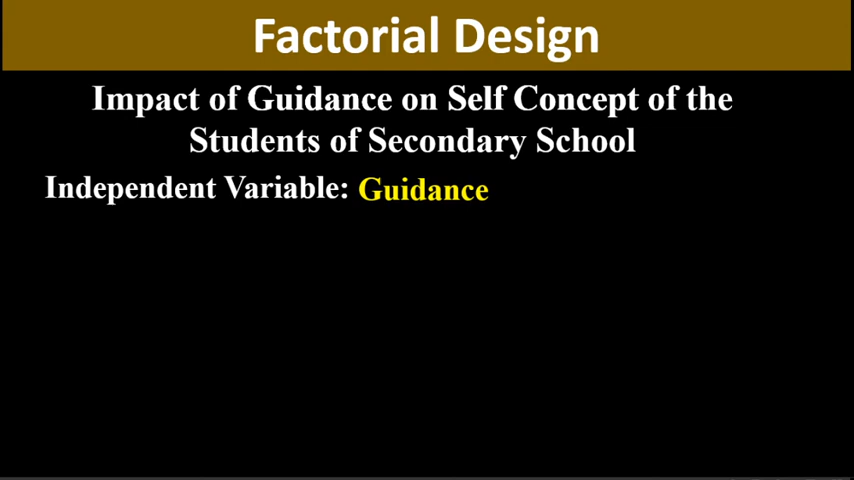 Factorial Design
Impact of Guidance on Self Concept of the
Students of Secondary School
Independent Variable: Guidance